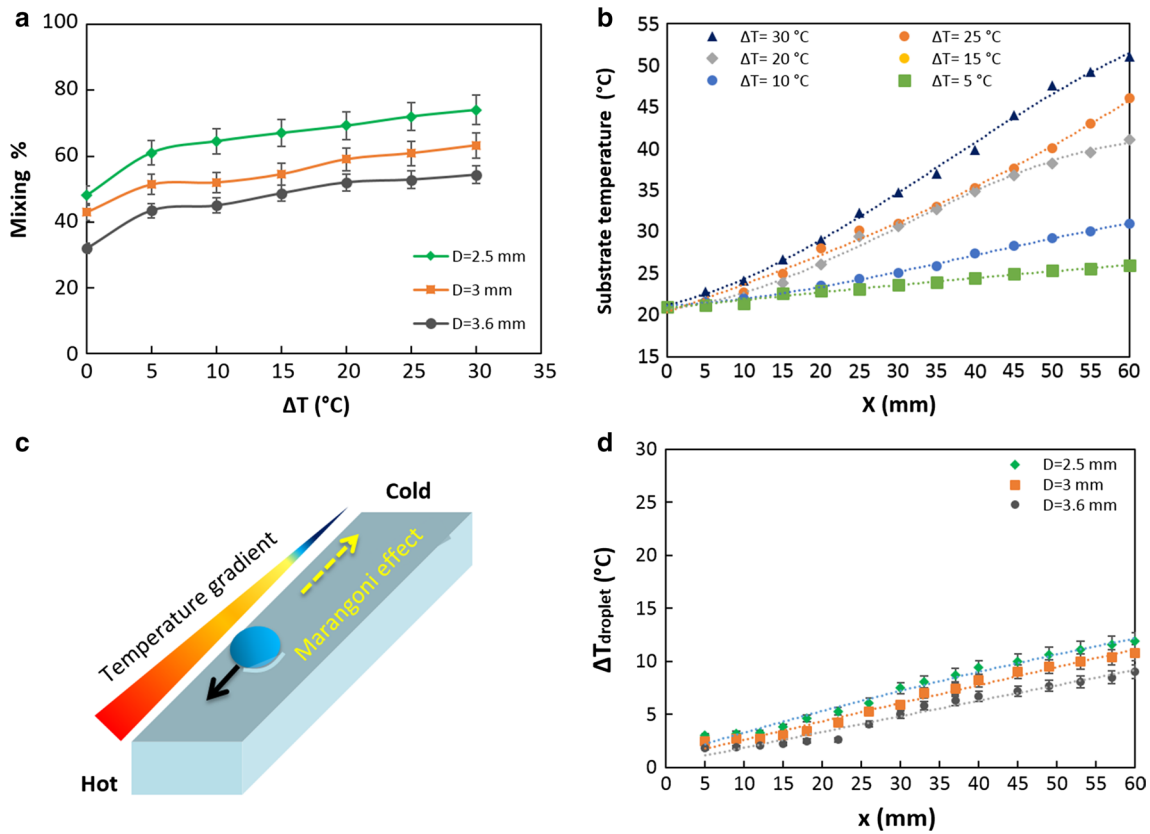 a
100
80
60
40
20
0
Mixing %
0 5 10 15 20 25 30 35
ΔT (°C)
D=2.5 mm
D=3 mm
D=3.6 mm
b
55
50
45
40
35
30
25
20
15
Substrate temperature (°C)
0 5 10 15 20 25 30 35 40 45 50 55 60
X (mm)
ΔT= 30 °C
ΔT= 25 °C
ΔT= 20 °C
ΔT= 15 °C
ΔT= 10 °C
ΔT= 5 °C
c
Cold
Temperature gradient
Marangoni effect
Hot
d
30
25
20
15
10
5
0
ΔTdroplet (°C)
0 5 10 15 20 25 30 35 40 45 50 55 60
x (mm)
D=2.5 mm
D=3 mm
D=3.6 mm